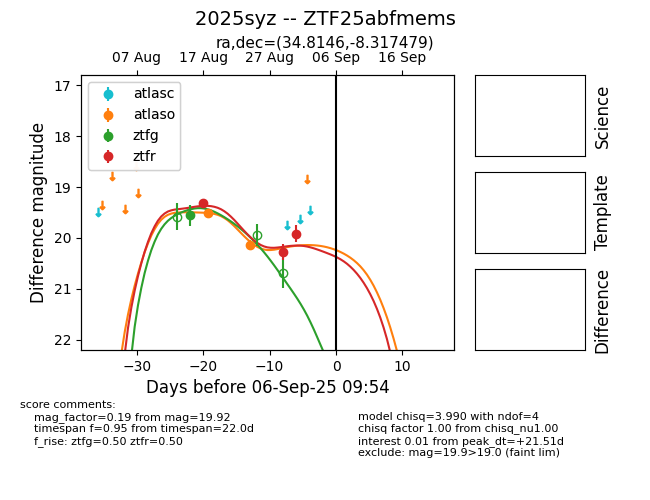 2025syz -- ZTF25abfmems
ra,dec=(34.8146,-8.317479)
07 Aug 17 Aug 27 Aug 06 Sep 16 Sep
atlasc
atlaso
ztfg
ztfr
17
18
19
20
21
22
Difference magnitude
−30 −20 −10 0 10
Days before 06-Sep-25 09:54
Science
Template
Difference
score comments:
mag_factor=0.19 from mag=19.92
timespan f=0.95 from timespan=22.0d
f_rise: ztfg=0.50 ztfr=0.50
model chisq=3.990 with ndof=4
chisq factor 1.00 from chisq_nu1.00
interest 0.01 from peak_dt=+21.51d
exclude: mag=19.9>19.0 (faint lim)